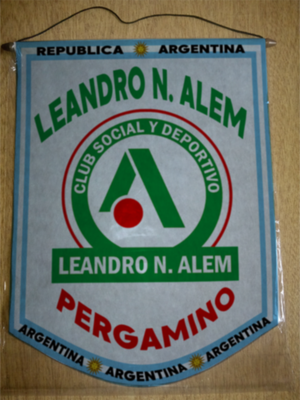 REPUBLICA ARGENTINA
LEANDRO N. ALEM
CLUB SOCIAL Y DEPORTIVO
LEANDRO N. ALEM
PERGAMINO
ARGENTINA ARGENTINA ARGENTINA